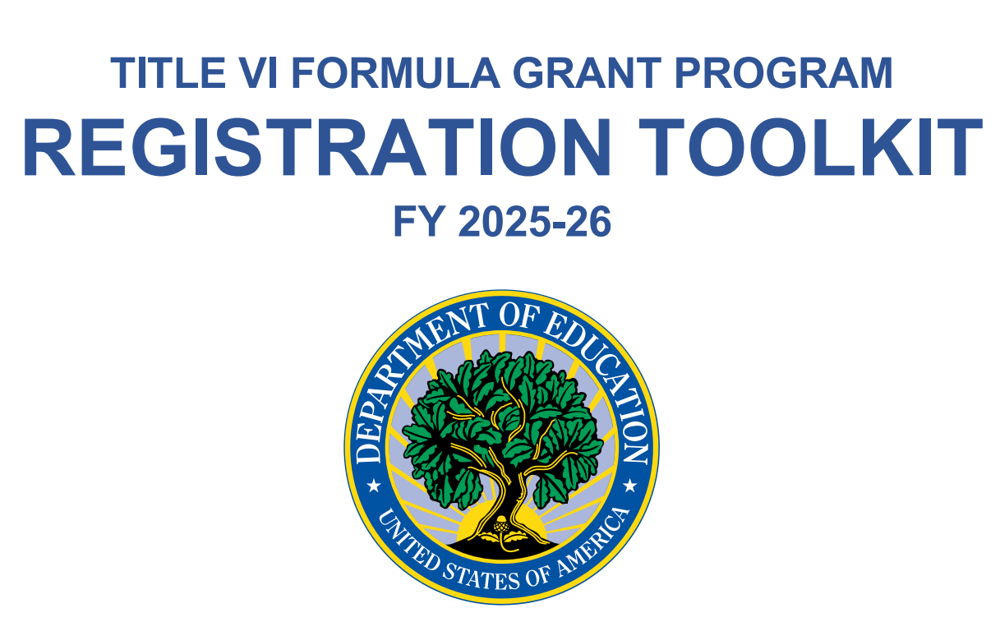 TITLE VI FORMULA GRANT PROGRAM
REGISTRATION TOOLKIT
FY 2025-26
DEPARTMENT OF EDUCATION
UNITED STATES OF AMERICA